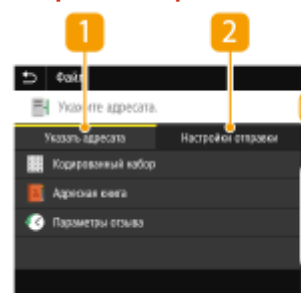 1 2
Файл
Укажите адресата.
Указать адресата Настройки отправки
Кодированный набор
Адресная книга
Параметры отзыва